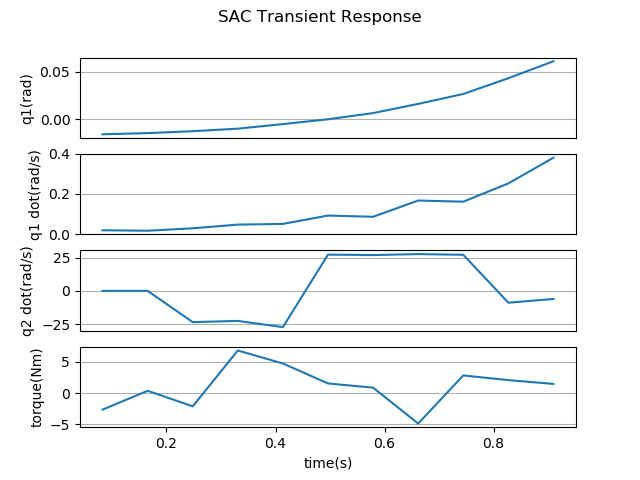 SAC Transient Response
q1(rad)
0.05
0.00
q1 dot(rad/s)
0.4
0.2
0.0
q2 dot(rad/s)
25
0
−25
torque(Nm)
5
0
−5
0.2 0.4 0.6 0.8
time(s)